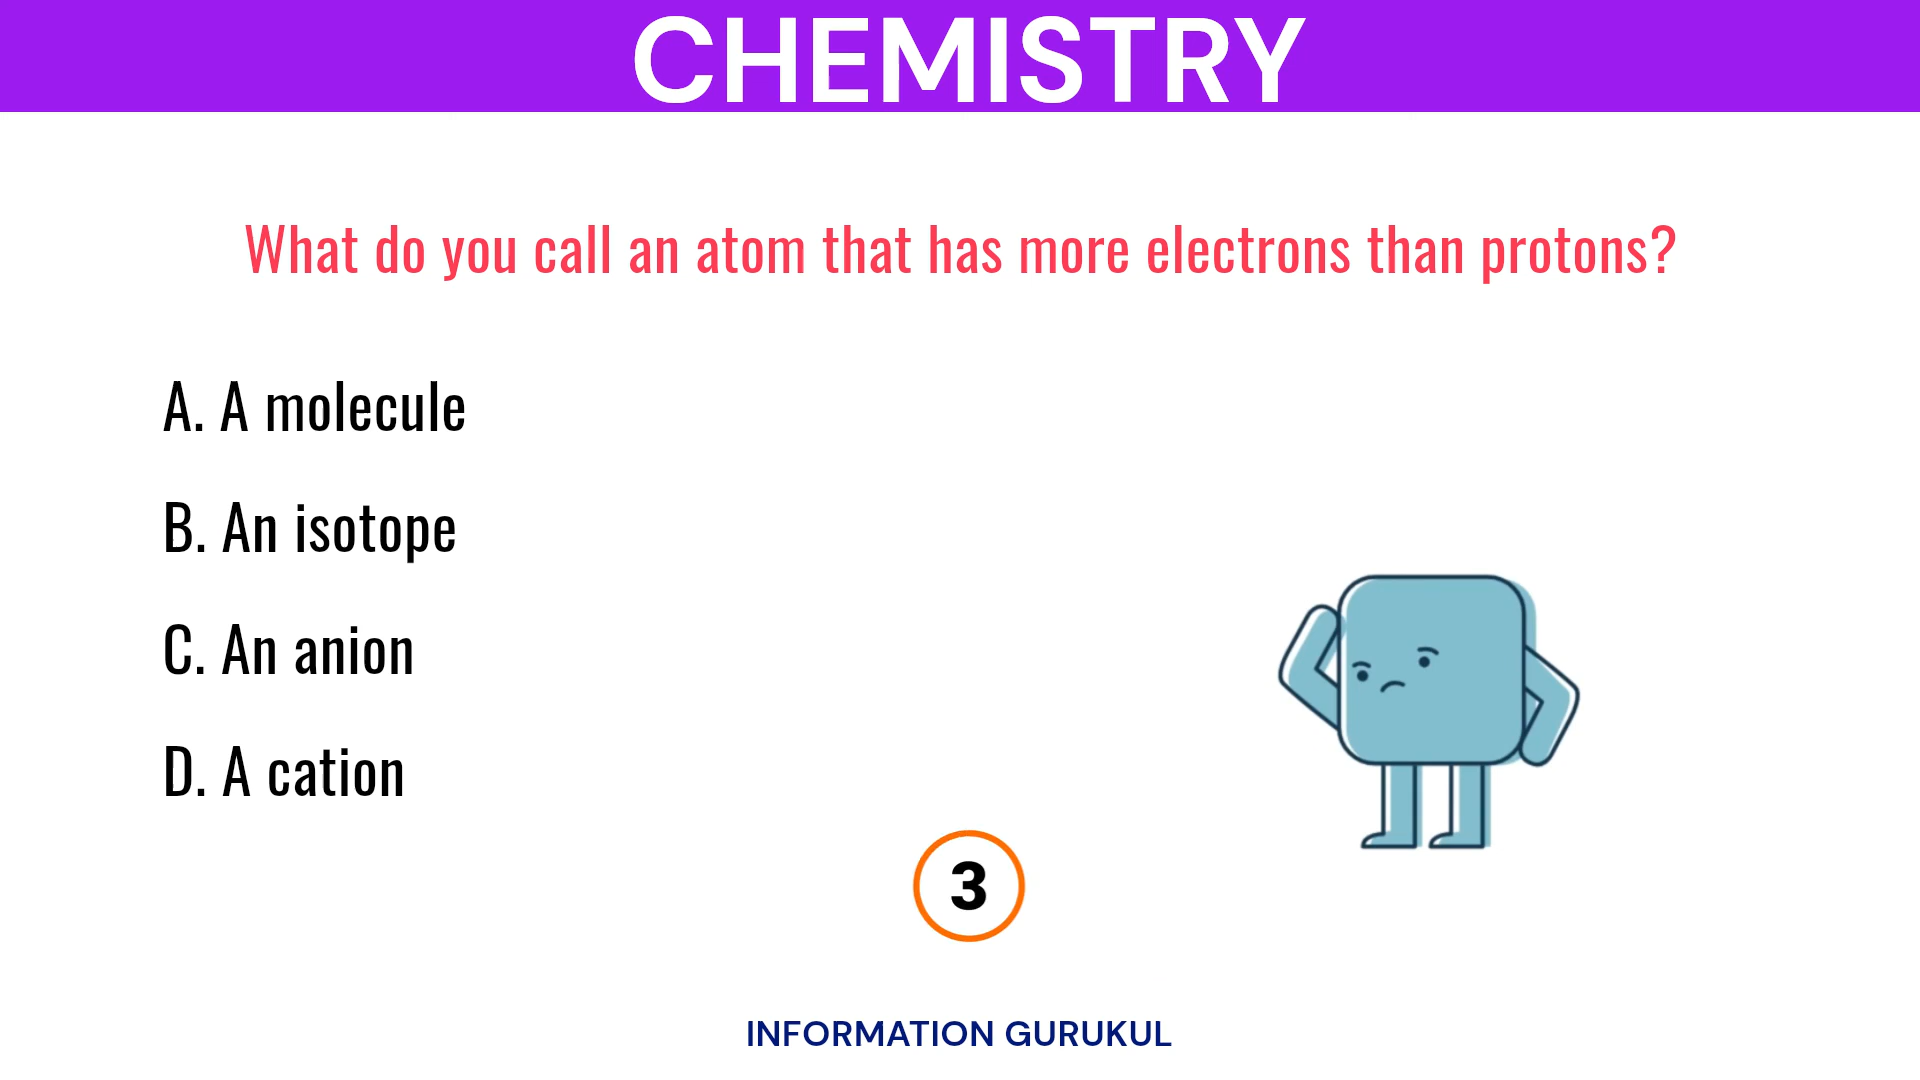 CHEMISTRY
What do you call an atom that has more electrons than protons?
A. A molecule
B. An isotope
C. An anion
D. A cation
3
INFORMATION GURUKUL